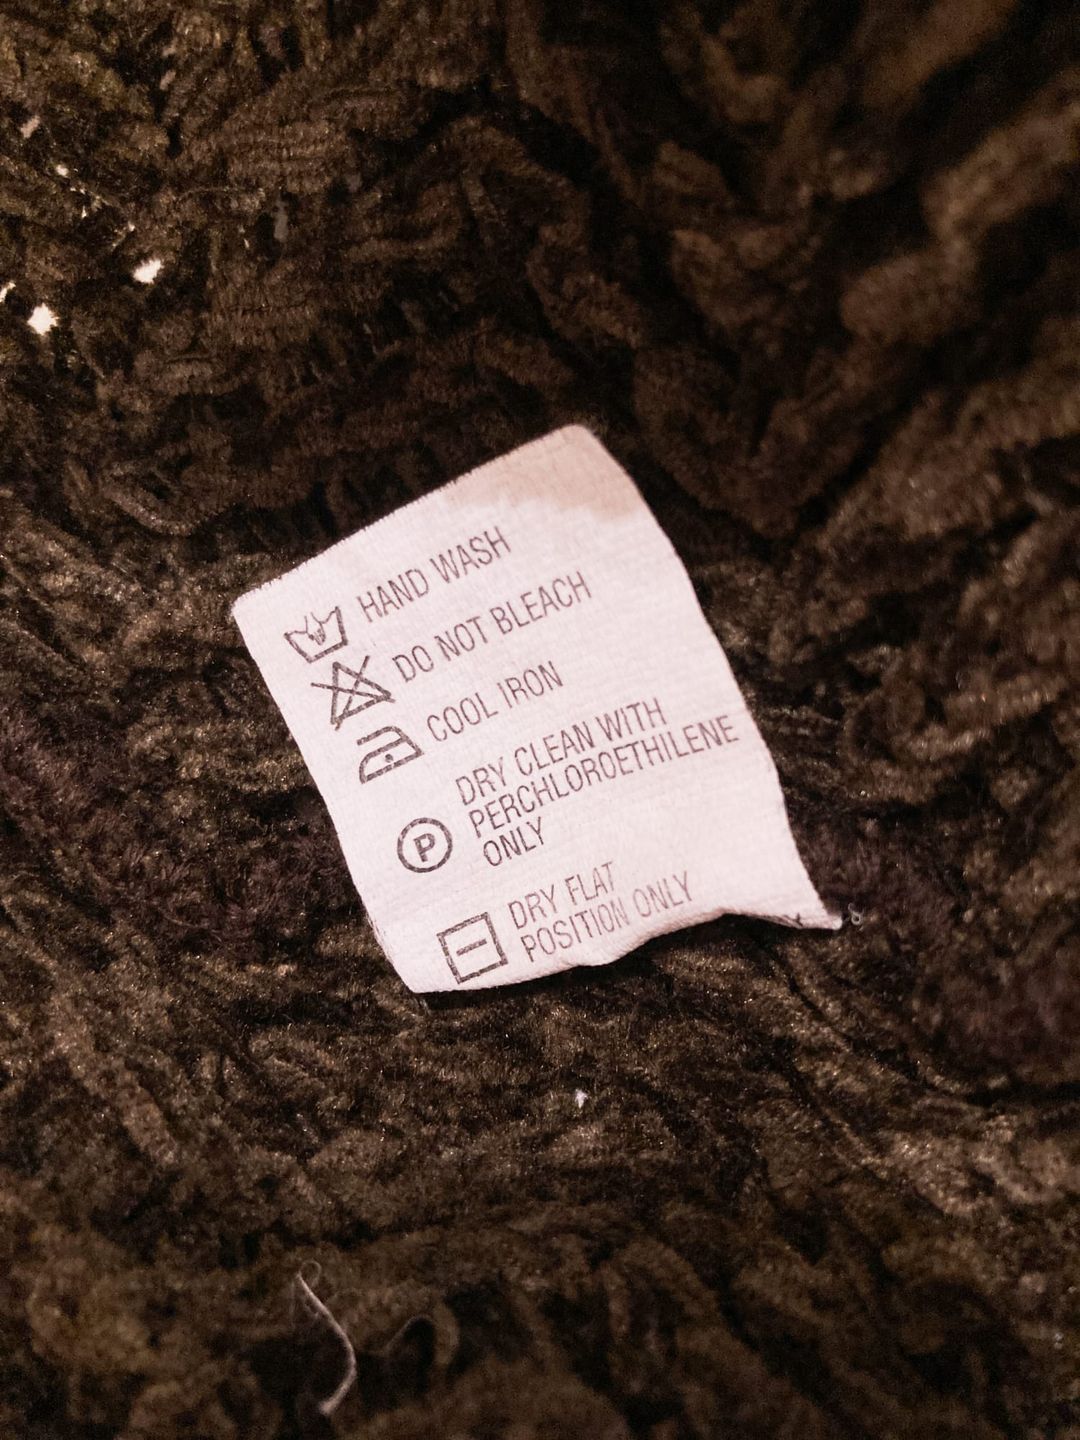 HAND WASH
DO NOT BLEACH
COOL IRON
DRY CLEAN WITH
PERCHLOROETHILENE
ONLY
P
DRY FLAT
POSITION ONLY